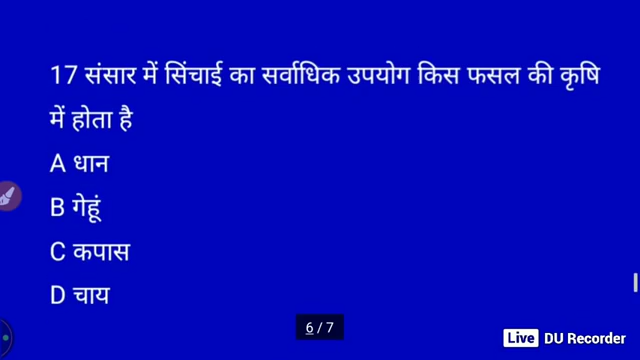 17 संसार में सिंचाई का सर्वाधिक उपयोग किस फसल की कृषि
में होता है
A धान
B गेहूं
C कपास
D चाय
6 / 7
Live DU Recorder